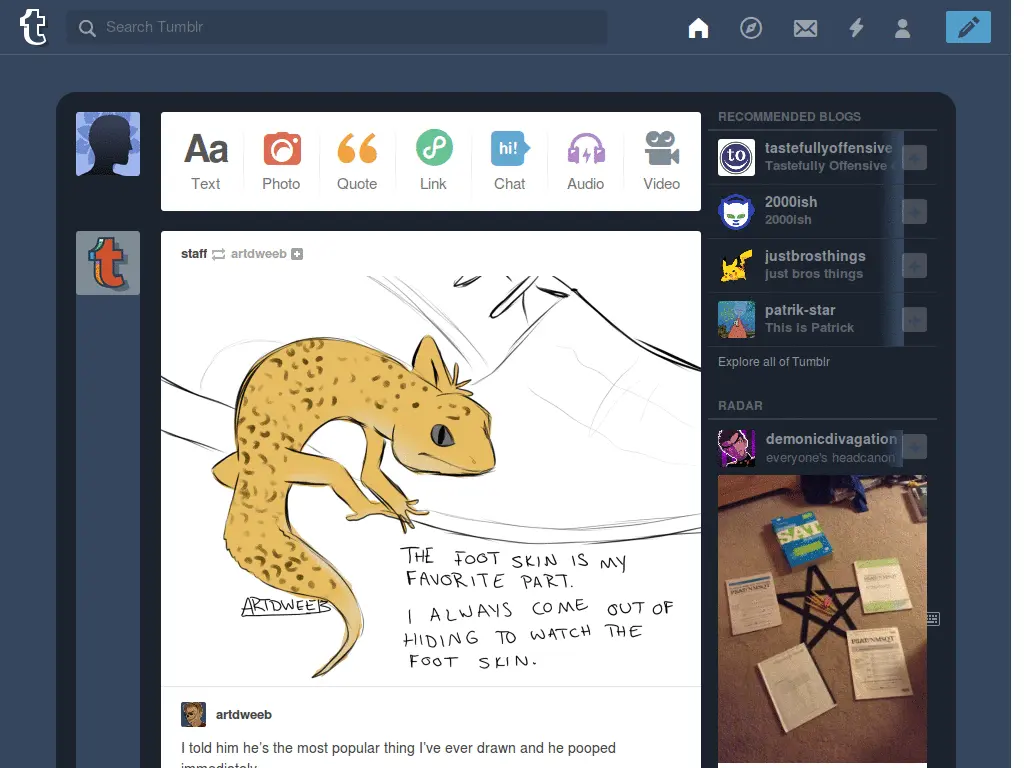 t
Search Tumblr
Aa
Text
Photo
Quote
Link
hi!
Chat
Audio
Video
staff artdweeb
THE FOOT SKIN IS MY
FAVORITE PART.
I ALWAYS COME OUT OF
HIDING TO WATCH THE
FOOT SKIN.
ARTDWEEB
artdweeb
I told him he’s the most popular thing I’ve ever drawn and he pooped
immediately
RECOMMENDED BLOGS
to
tastefullyoffensive
Tastefully Offensive
2000ish
2000ish
justbrosthings
just bros things
patrik-star
This is Patrick
Explore all of Tumblr
RADAR
demonicdivagation
everyone's headcanon
SAT